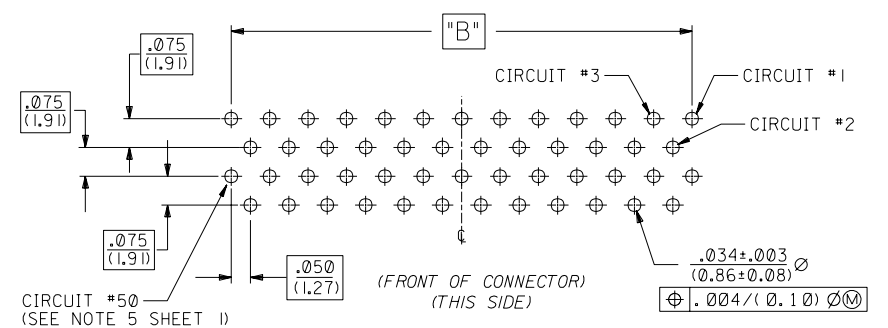 "B"
.075
(1.91)
CIRCUIT #3
CIRCUIT #1
.075
(1.91)
CIRCUIT #2
.075
(1.91)
.050
(1.27)
(FRONT OF CONNECTOR)
(THIS SIDE)
.034±.003
(0.86±0.08) Ø
⌖ .004/(0.10) ØⓂ
CIRCUIT #50
(SEE NOTE 5 SHEET 1)
℄